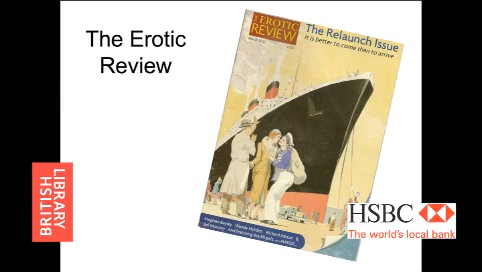 The Erotic
Review
THE EROTIC
REVIEW
The Relaunch Issue
It is better to come than to arrive
BRITISH
LIBRARY
HSBC
The world's local bank